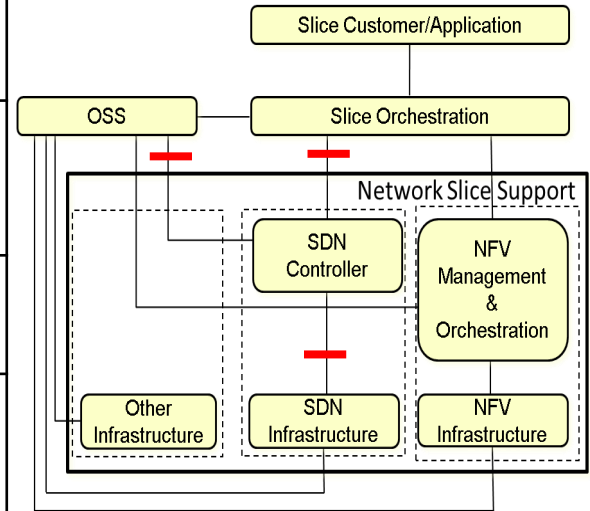 Slice Customer/Application
OSS
Slice Orchestration
Network Slice Support
SDN
Controller
NFV
Management
&
Orchestration
Other
Infrastructure
SDN
Infrastructure
NFV
Infrastructure